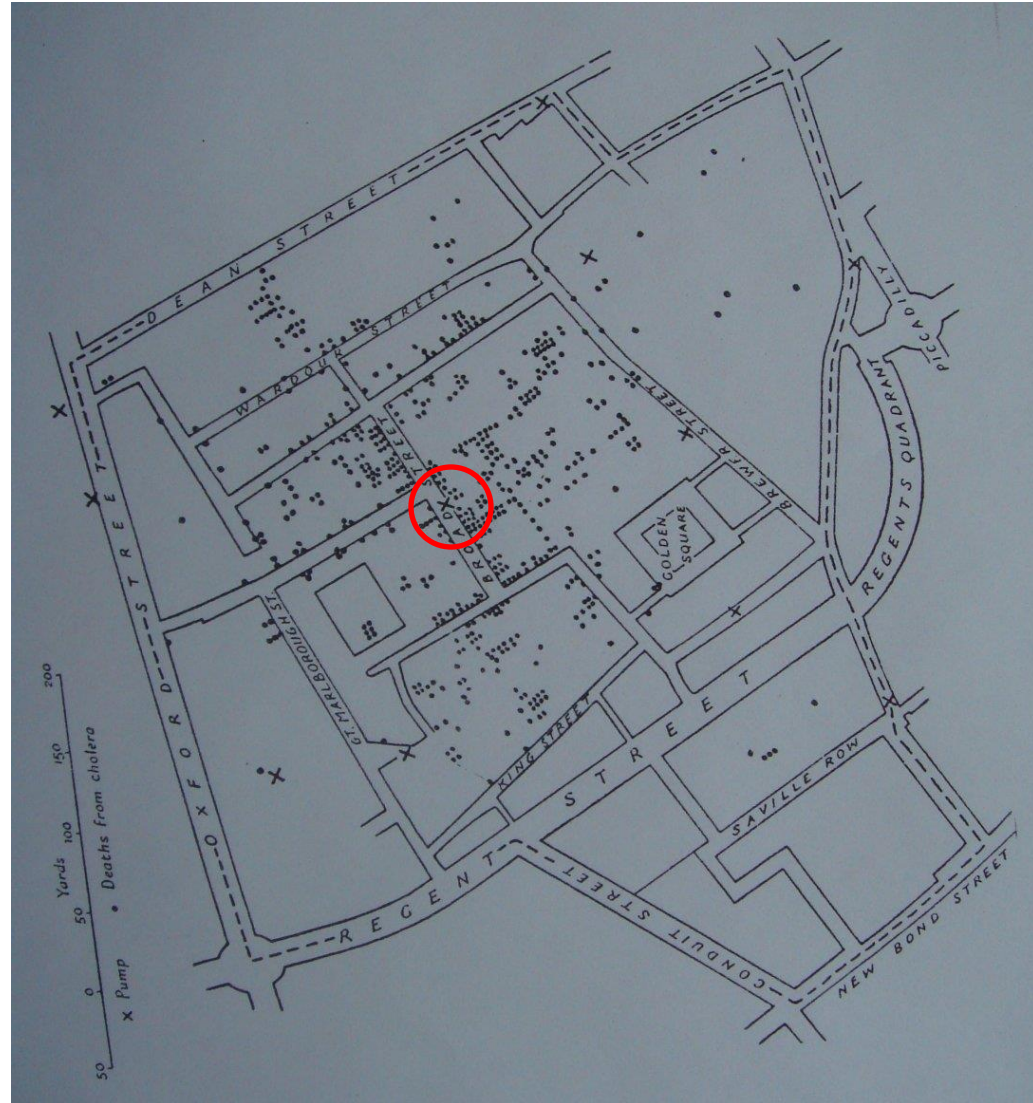 DEAN STREET
WARDOUR STREET
OXFORD STREET
BROAD STREET
BREWER STREET
PICCADILLY
REGENTS QUADRANT
GOLDEN SQUARE
GT. MARLBOROUGH ST.
KING STREET
REGENT STREET
SAVILLE ROW
CONDUIT STREET
NEW BOND STREET
50 0 50 100 150 200
Yards
x Pump • Deaths from cholera